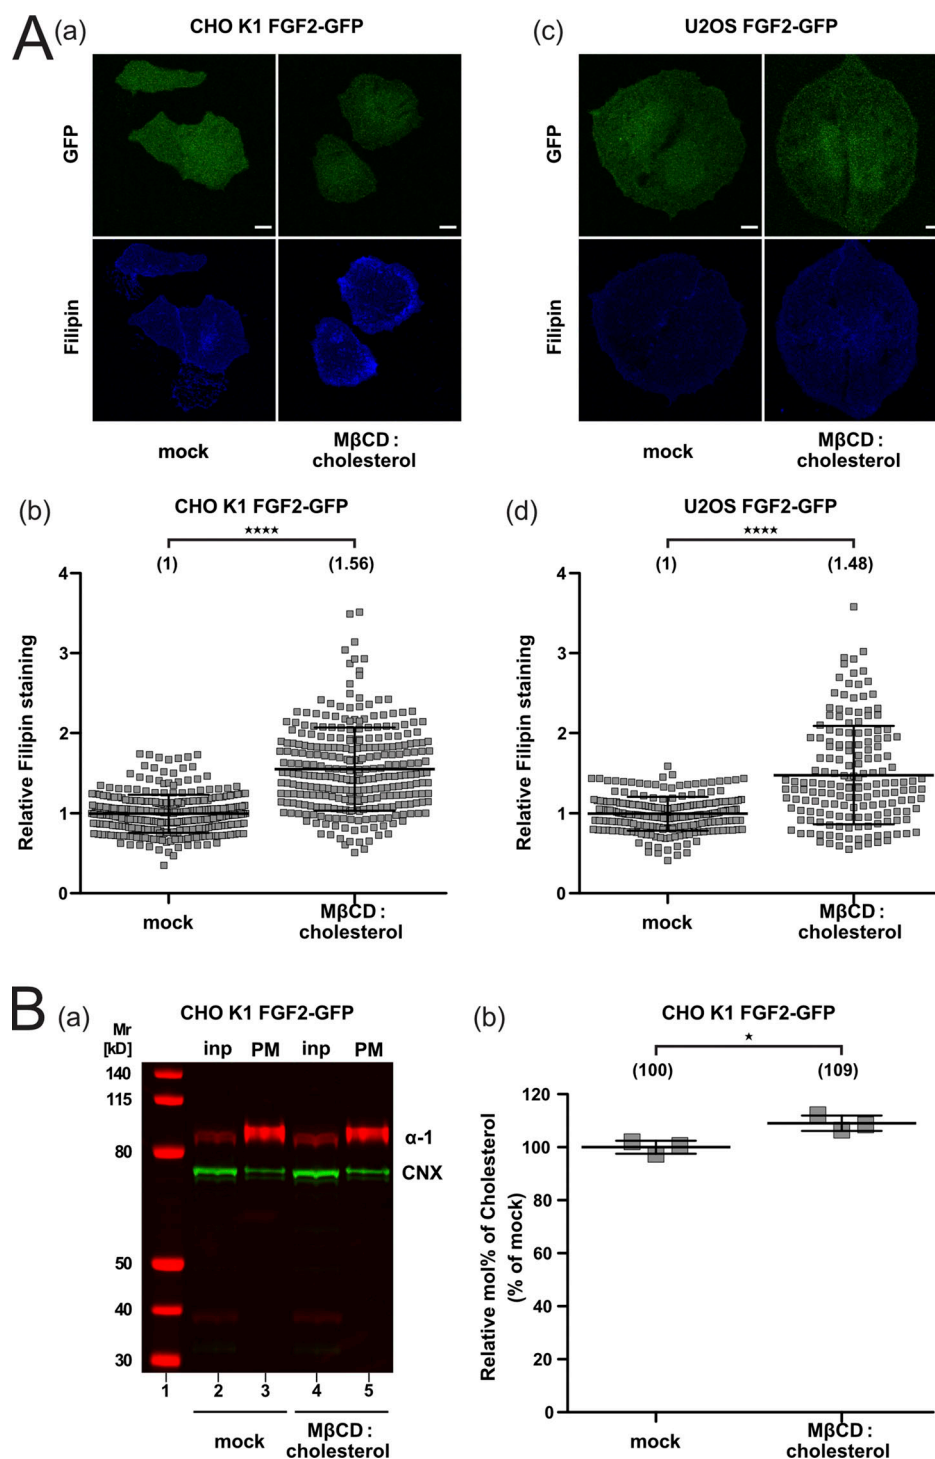 A
(a)
CHO K1 FGF2-GFP
(c)
U2OS FGF2-GFP
GFP
GFP
Filipin
Filipin
mock
MβCD :
cholesterol
mock
MβCD :
cholesterol
(b)
CHO K1 FGF2-GFP
★★★★
(1)
(1.56)
Relative Filipin staining
4
3
2
1
0
mock
MβCD :
cholesterol
(d)
U2OS FGF2-GFP
★★★★
(1)
(1.48)
Relative Filipin staining
4
3
2
1
0
mock
MβCD :
cholesterol
B
(a)
CHO K1 FGF2-GFP
Mr
[kD]
inp PM inp PM
140
115
80
50
40
30
α-1
CNX
1 2 3 4 5
mock
MβCD :
cholesterol
(b)
CHO K1 FGF2-GFP
★
(100)
(109)
Relative mol% of Cholesterol
(% of mock)
120
100
80
60
40
20
0
mock
MβCD :
cholesterol